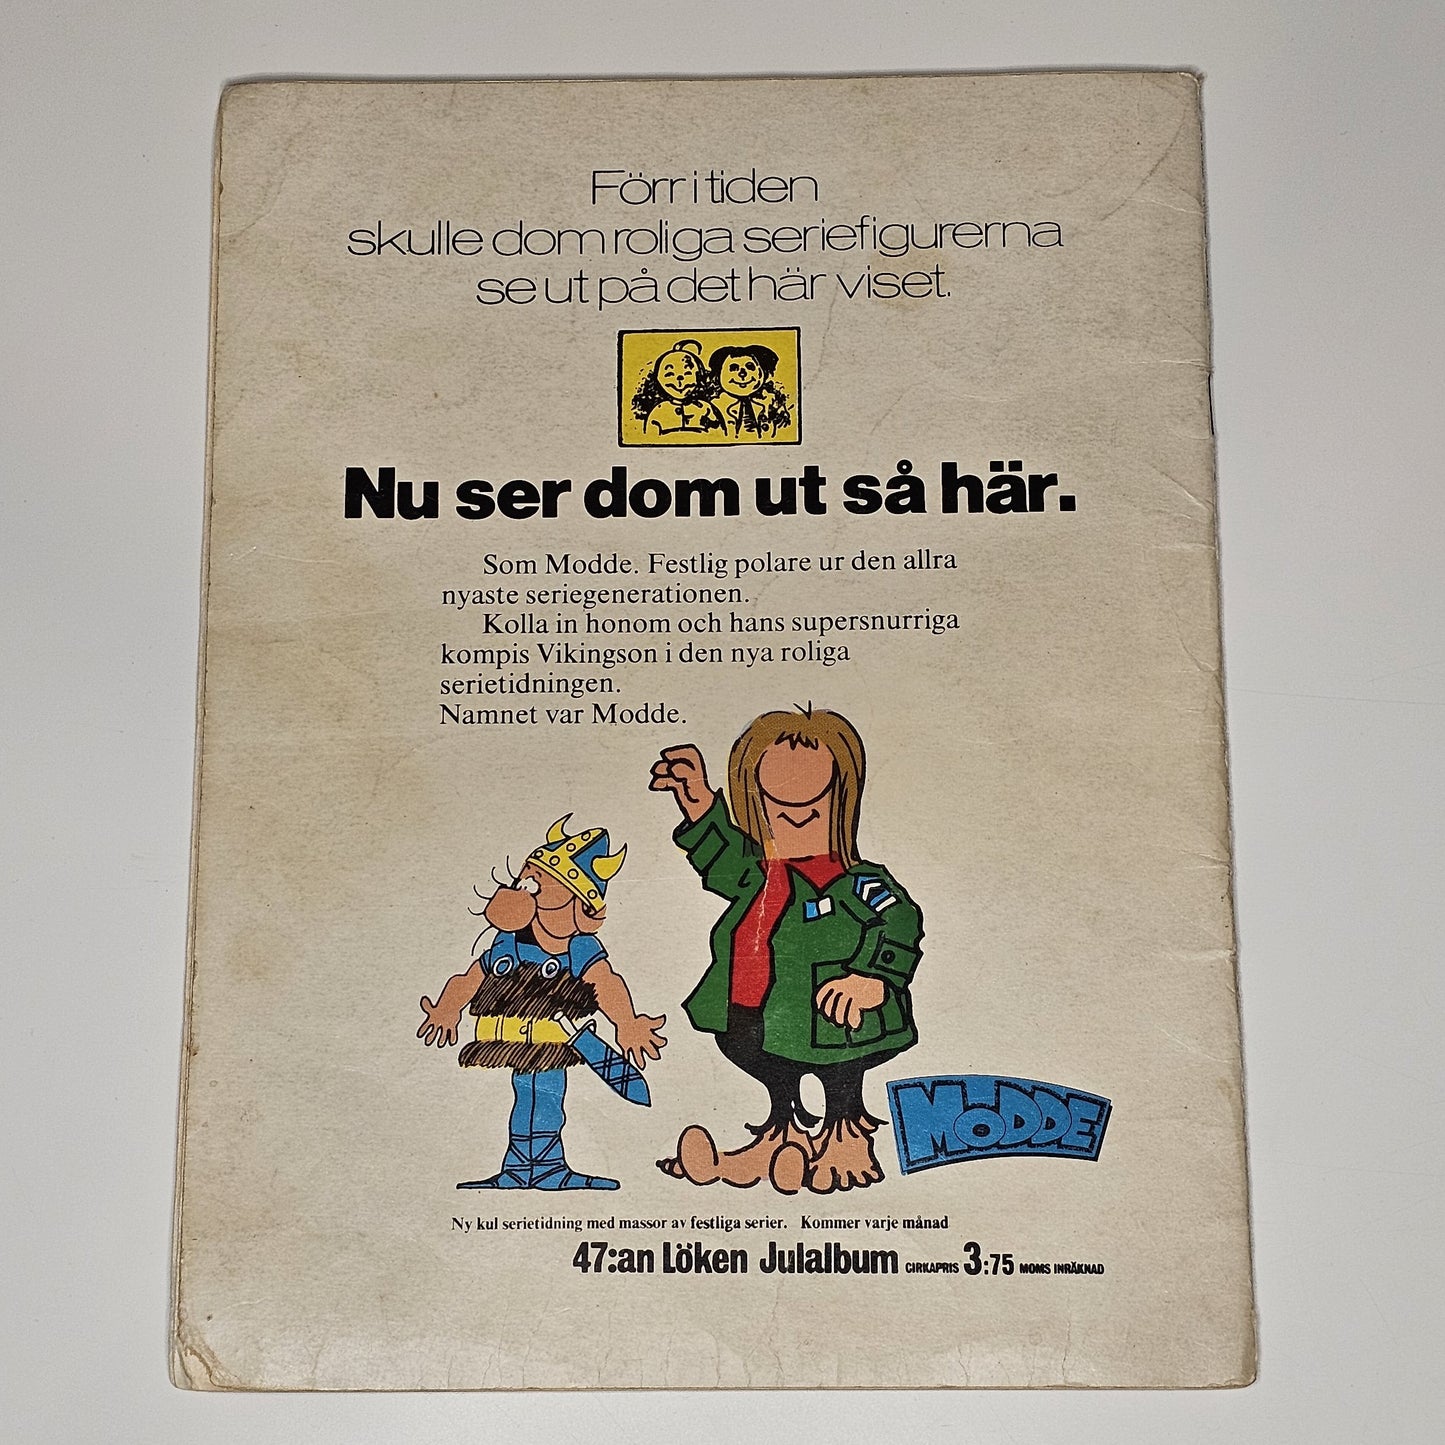 Förr i tiden
skulle dom roliga seriefigurerna
se ut på det här viset.
Nu ser dom ut så här.
Som Modde. Festlig polare ur den allra
nyaste seriegenerationen.
Kolla in honom och hans supersnurriga
kompis Vikingson i den nya roliga
serietidningen.
Namnet var Modde.
MODDE
Ny kul serietidning med massor av festliga serier. Kommer varje månad
47:an Löken Julalbum CIRKAPRIS 3:75 MOMS INRÄKNAD